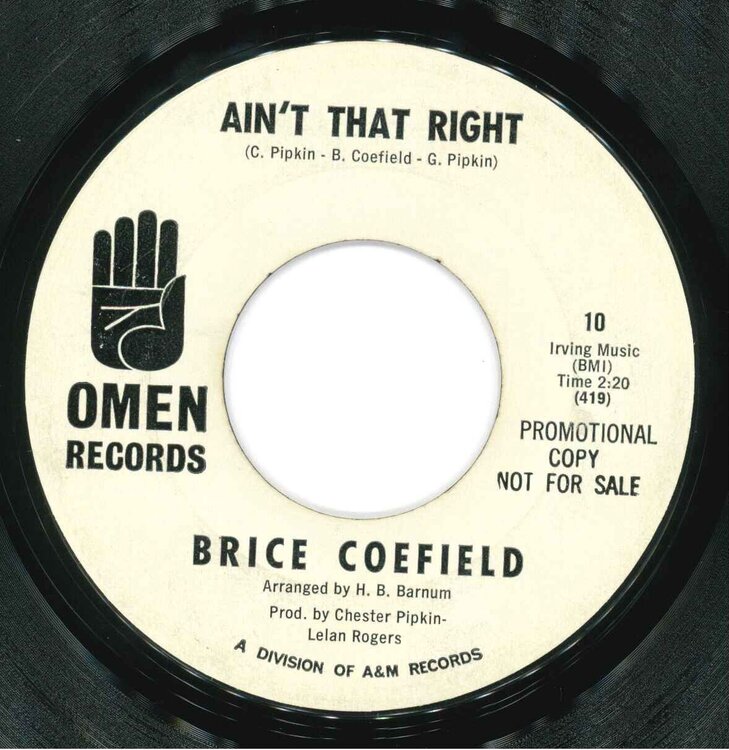 AIN'T THAT RIGHT
(C. Pipkin - B. Coefield - G. Pipkin)
OMEN
RECORDS
10
Irving Music
(BMI)
Time 2:20
(419)
PROMOTIONAL
COPY
NOT FOR SALE
BRICE COEFIELD
Arranged by H. B. Barnum
Prod. by Chester Pipkin-
Lelan Rogers
A DIVISION OF A&M RECORDS